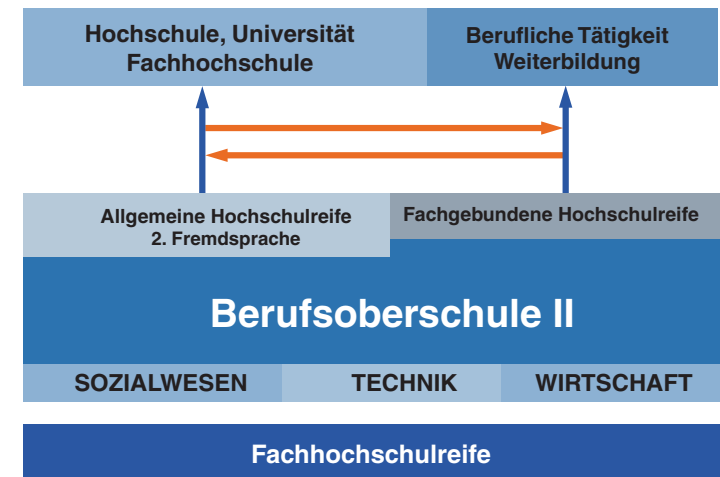 Hochschule, Universität
Fachhochschule
Berufliche Tätigkeit
Weiterbildung
Allgemeine Hochschulreife
2. Fremdsprache
Fachgebundene Hochschulreife
Berufsoberschule II
SOZIALWESEN
TECHNIK
WIRTSCHAFT
Fachhochschulreife